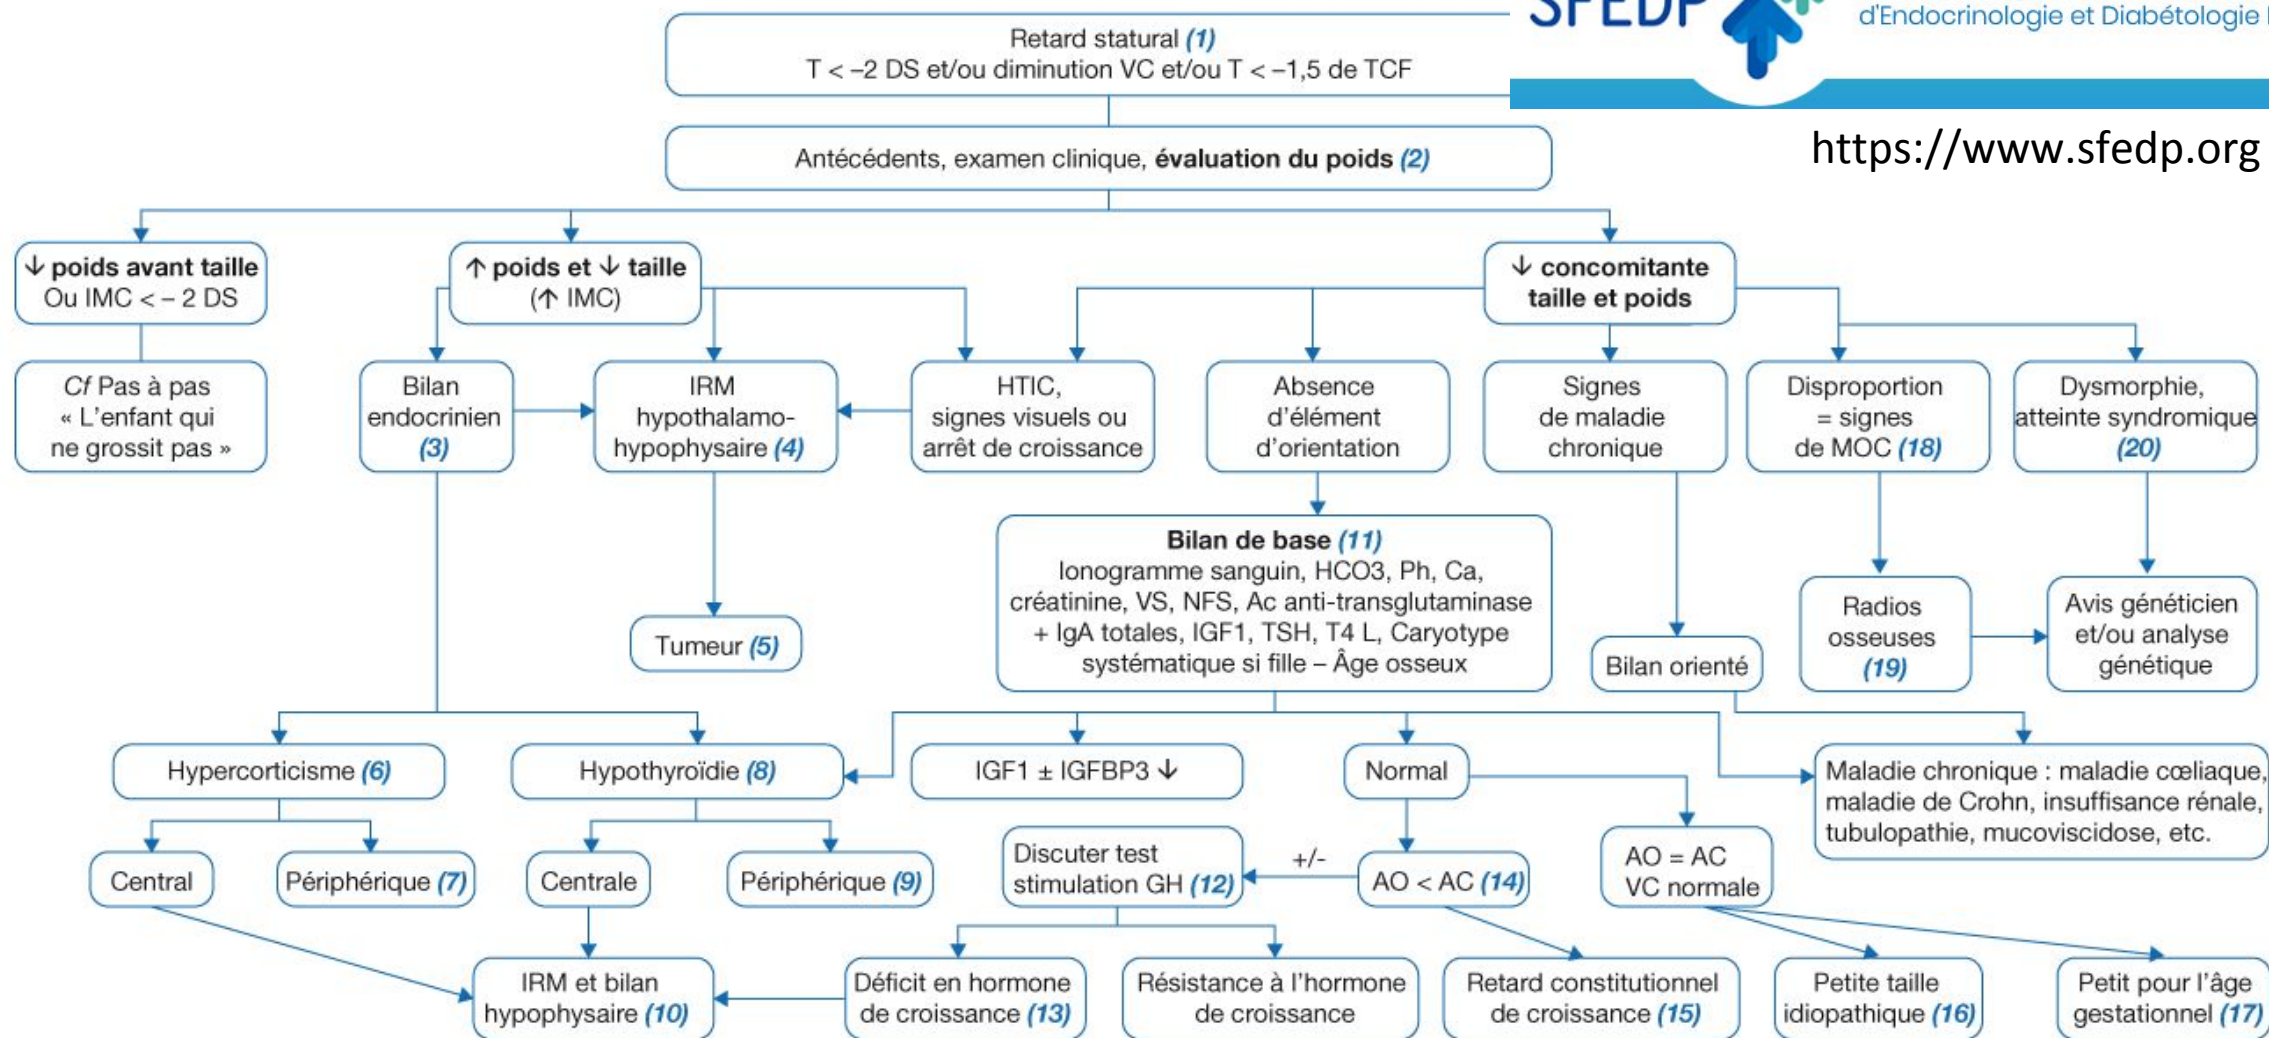 SFEDP
d'Endocrinologie et Diabétologie
https://www.sfedp.org
Retard statural (1)
T < –2 DS et/ou diminution VC et/ou T < –1,5 de TCF
Antécédents, examen clinique, évaluation du poids (2)
↓ poids avant taille
Ou IMC < – 2 DS
↑ poids et ↓ taille
(↑ IMC)
↓ concomitante
taille et poids
Cf Pas à pas
« L'enfant qui
ne grossit pas »
Bilan
endocrinien
(3)
IRM
hypothalamo-
hypophysaire (4)
HTIC,
signes visuels ou
arrêt de croissance
Absence
d'élément
d'orientation
Signes
de maladie
chronique
Disproportion
= signes
de MOC (18)
Dysmorphie,
atteinte syndromique
(20)
Bilan de base (11)
Ionogramme sanguin, HCO3, Ph, Ca,
créatinine, VS, NFS, Ac anti-transglutaminase
+ IgA totales, IGF1, TSH, T4 L, Caryotype
systématique si fille – Âge osseux
Tumeur (5)
Bilan orienté
Radios
osseuses
(19)
Avis généticien
et/ou analyse
génétique
Hypercorticisme (6)
Hypothyroïdie (8)
IGF1 ± IGFBP3 ↓
Normal
Maladie chronique : maladie cœliaque,
maladie de Crohn, insuffisance rénale,
tubulopathie, mucoviscidose, etc.
Central
Périphérique (7)
Centrale
Périphérique (9)
Discuter test
stimulation GH (12)
+/-
AO < AC (14)
AO = AC
VC normale
IRM et bilan
hypophysaire (10)
Déficit en hormone
de croissance (13)
Résistance à l'hormone
de croissance
Retard constitutionnel
de croissance (15)
Petite taille
idiopathique (16)
Petit pour l'âge
gestationnel (17)